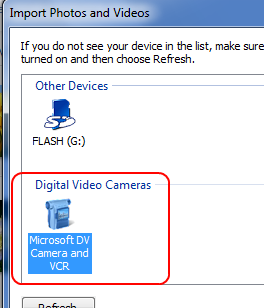 Import Photos and Videos
If you do not see your device in the list, make sure
turned on and then choose Refresh.
Other Devices
FLASH (G:)
Digital Video Cameras
Microsoft DV
Camera and
VCR
Refresh